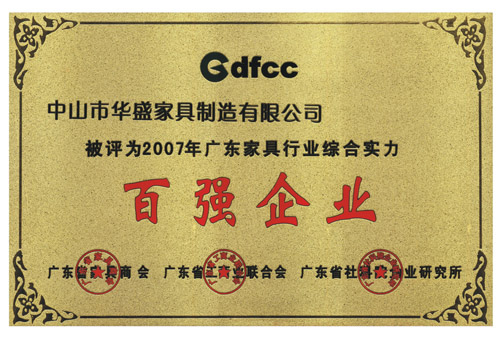 Gdfcc
中山市华盛家具制造有限公司
被评为2007年广东家具行业综合实力
百强企业
广东省家具商会 广东省工商业联合会 广东省社科院企业研究所